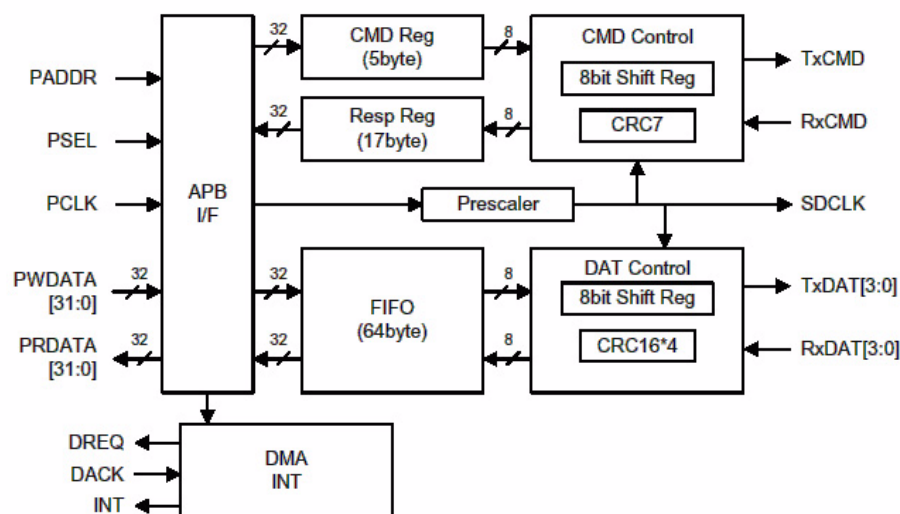 32
CMD Reg
(5byte)
8
CMD Control
8bit Shift Reg
CRC7
TxCMD
RxCMD
PADDR
PSEL
PCLK
APB
I/F
32
Resp Reg
(17byte)
8
Prescaler
SDCLK
PWDATA
[31:0]
32
PRDATA
[31:0]
32
32
32
FIFO
(64byte)
8
8
DAT Control
8bit Shift Reg
CRC16*4
TxDAT[3:0]
RxDAT[3:0]
DREQ
DACK
INT
DMA
INT